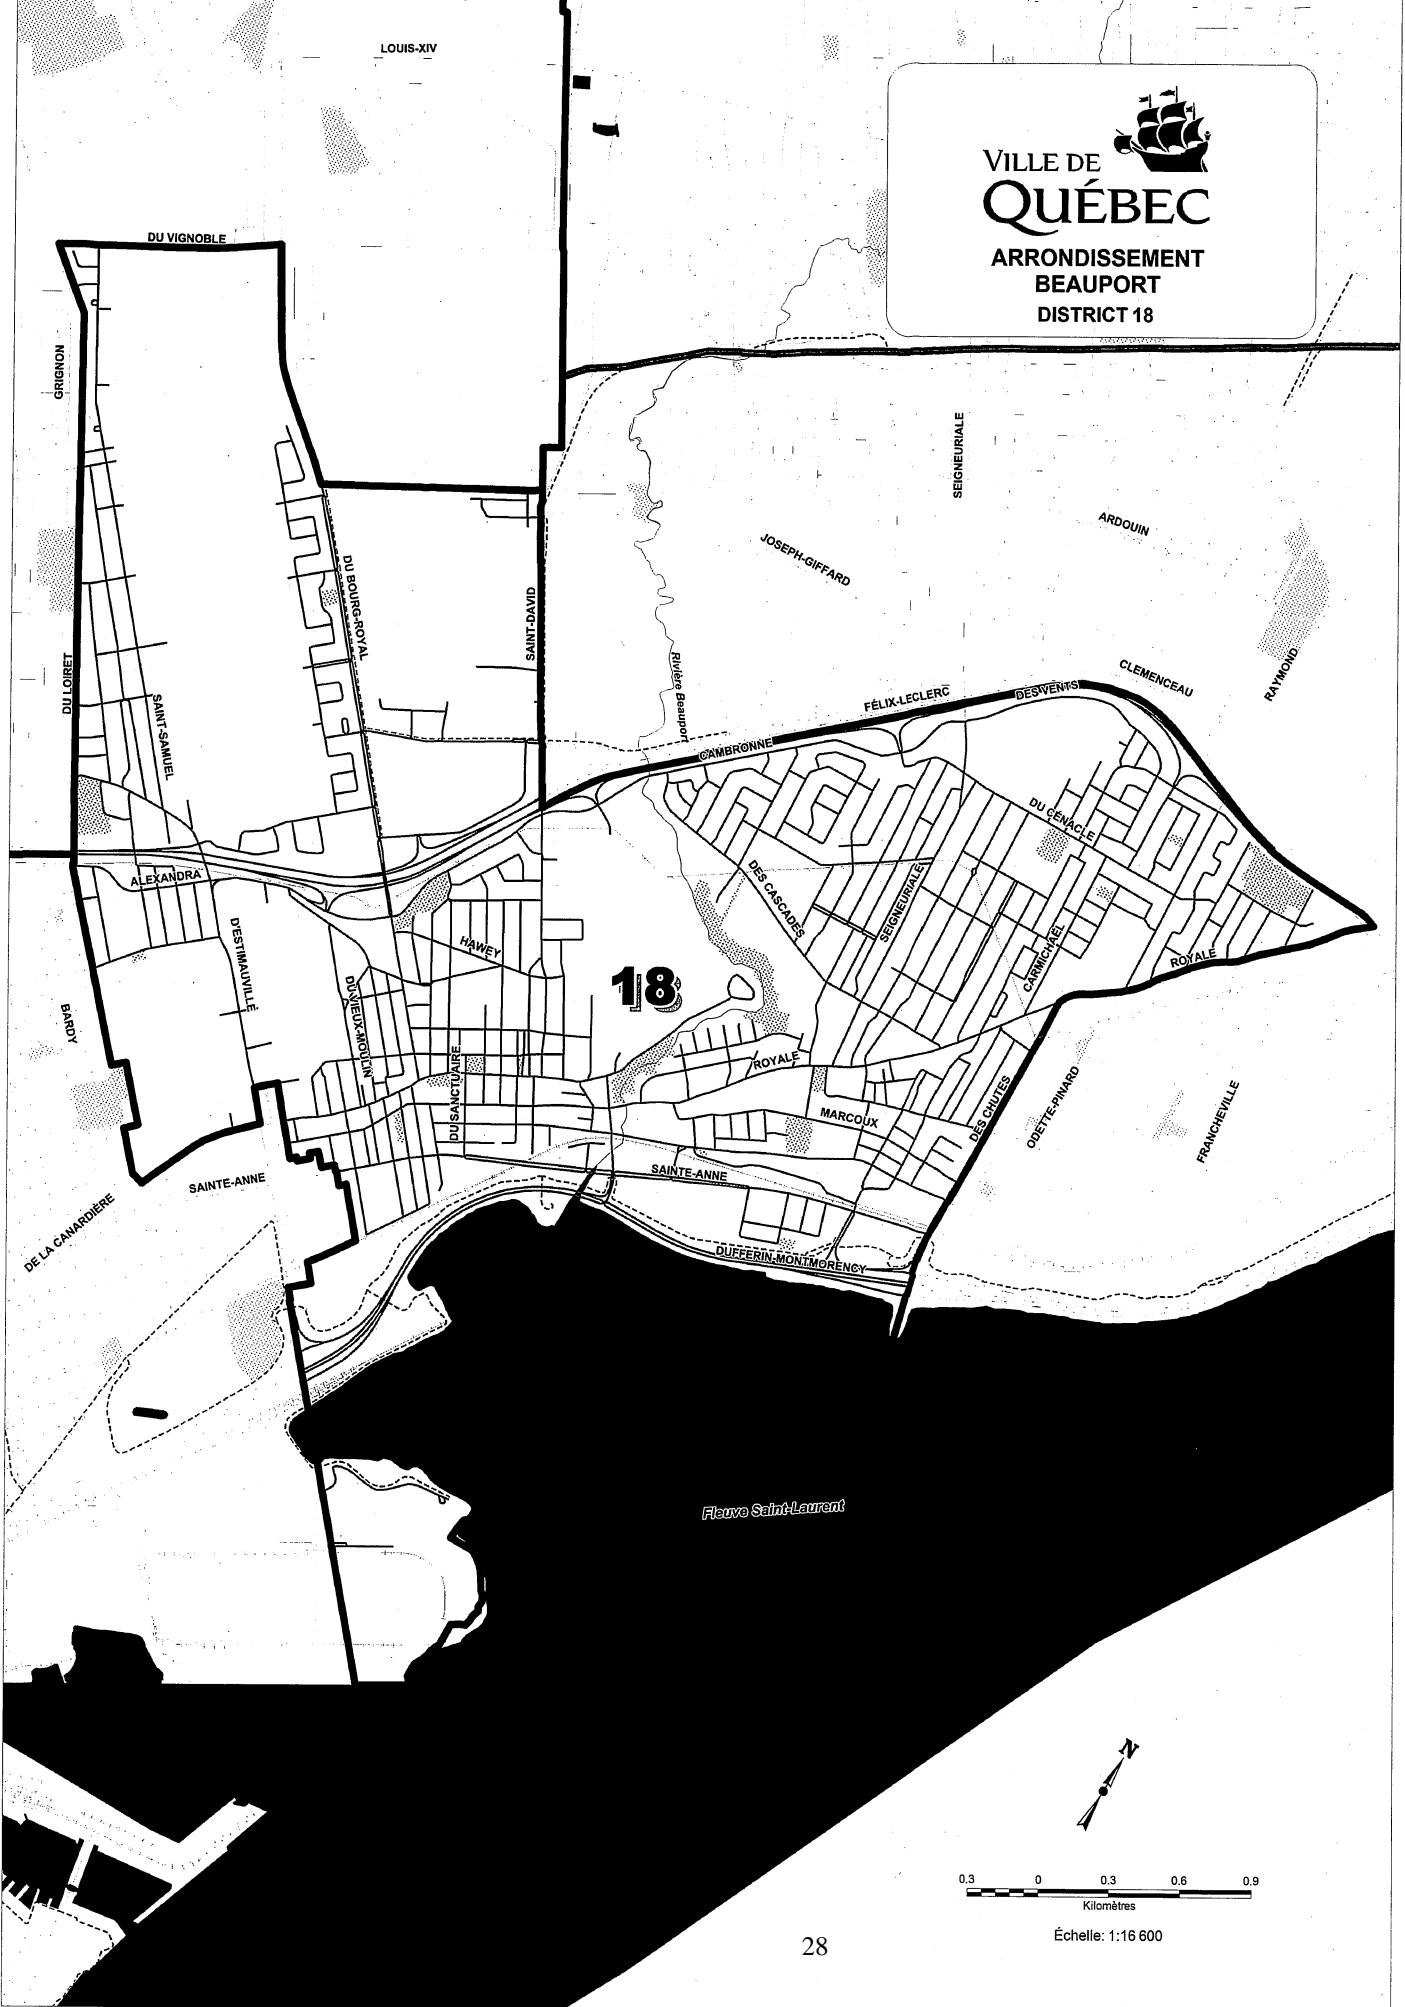 LOUIS-XIV
VILLE DE
QUÉBEC
ARRONDISSEMENT
BEAUPORT
DISTRICT 18
DU VIGNOBLE
GRIGNON
SEIGNEURIALE
ARDOUIN
JOSEPH-GIFFARD
DU BOURG-ROYAL
SAINT-DAVID
DU LOIRET
SAINT-SAMUEL
Rivière Beauport
RAYMOND
CLEMENCEAU
FÉLIX-LECLERC
DES VENTS
CAMBRONNE
DU CÉNACLE
ALEXANDRA
DES CASCADES
SEIGNEURIALE
D'ESTIMAUVILLE
HAWEY
CARMICHAËL
ROYALE
18
BARDY
DU VIEUX-MOULIN
DU SANCTUAIRE
ROYALE
MARCOUX
DES CHUTES
ODETTE-PINARD
FRANCHEVILLE
SAINTE-ANNE
SAINTE-ANNE
DE LA CANARDIÈRE
DUFFERIN-MONTMORENCY
Fleuve Saint-Laurent
N
0.3 0 0.3 0.6 0.9
Kilomètres
Échelle: 1:16 600
28